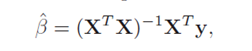 β̂ = (XᵀX)⁻¹Xᵀy,